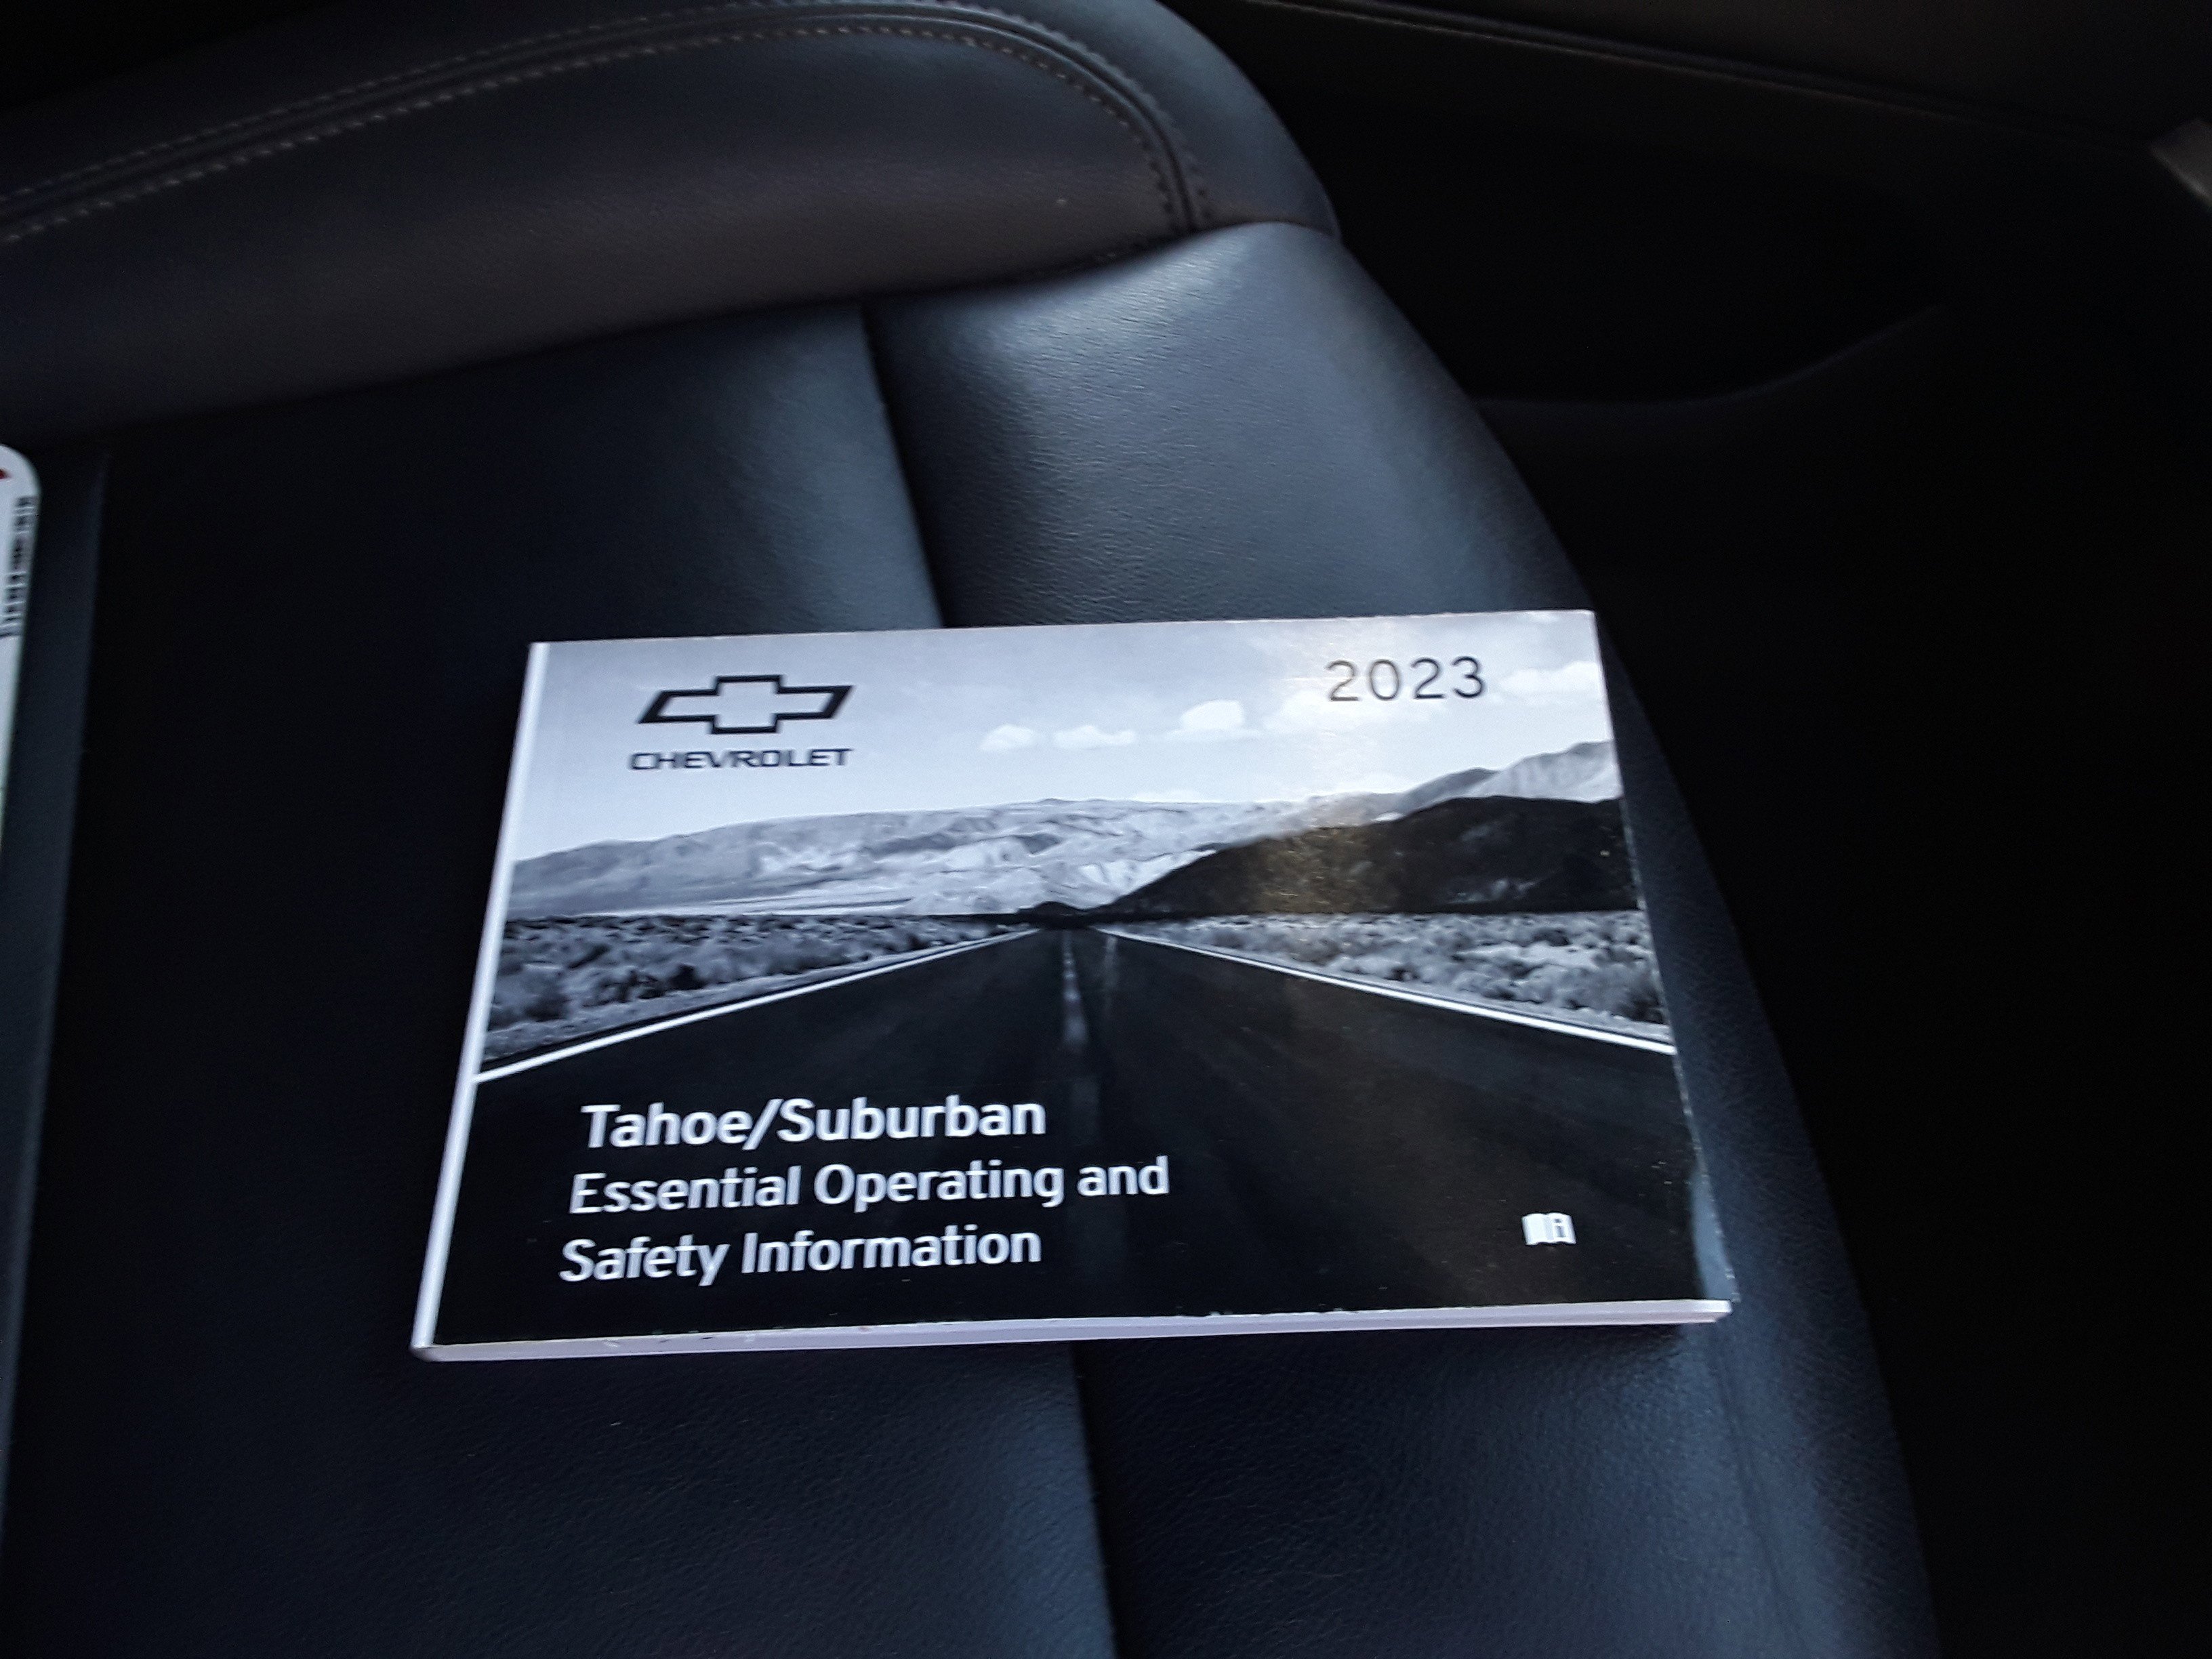 CHEVROLET
2023
Tahoe/Suburban
Essential Operating and
Safety Information